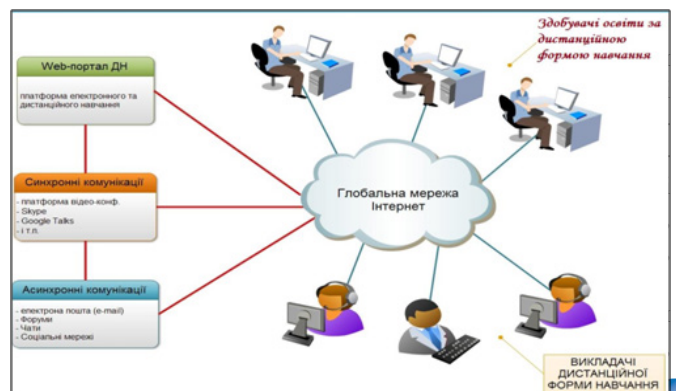 Здобувачі освіти за
дистанційною
формою навчання
Web-портал ДН
платформа електронного та
дистанційного навчання
Синхронні комунікації
- платформа відео-конф.
- Skype
- Google Talks
- і т.п.
Глобальна мережа
Інтернет
Асинхронні комунікації
- електрона пошта (e-mail)
- Форуми
- Чати
- Соціальні мережі
ВИКЛАДАЧІ
ДИСТАНЦІЙНОЇ
ФОРМИ НАВЧАННЯ